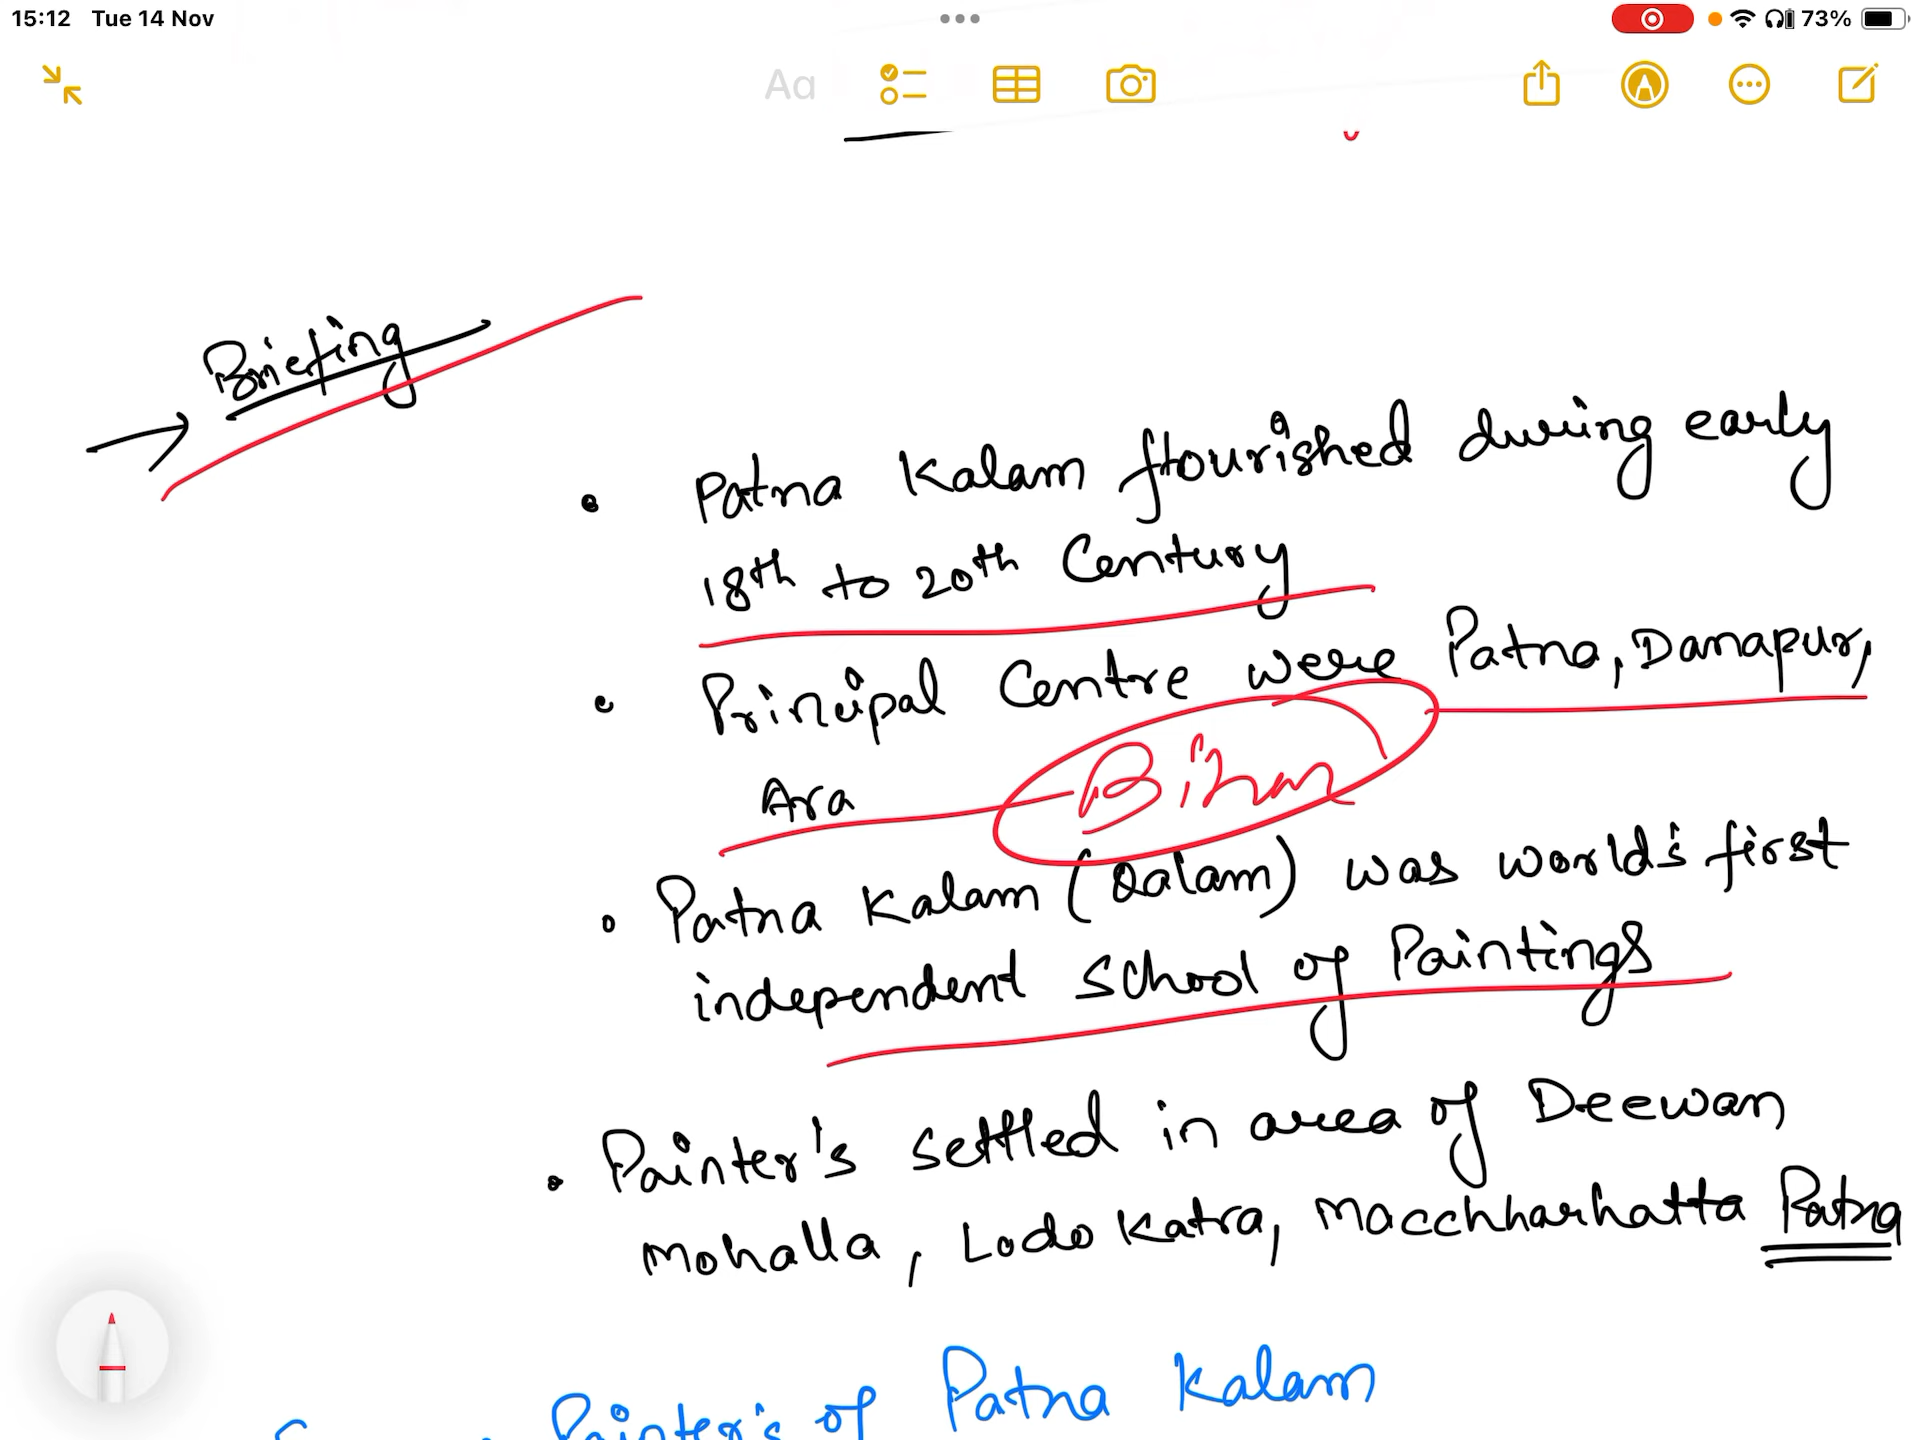 15:12 Tue 14 Nov
73%
Aa
Briefing
• Patna Kalam flourished during early
18th to 20th Century
• Principal Centre were Patna, Danapur,
Ara Bihar
• Patna Kalam (Qalam) was world's first
independent school of Paintings
• Painter's settled in area of Deewan
Mohalla, Lodo Katra, Macchharhatta Patna
Painter's of Patna Kalam